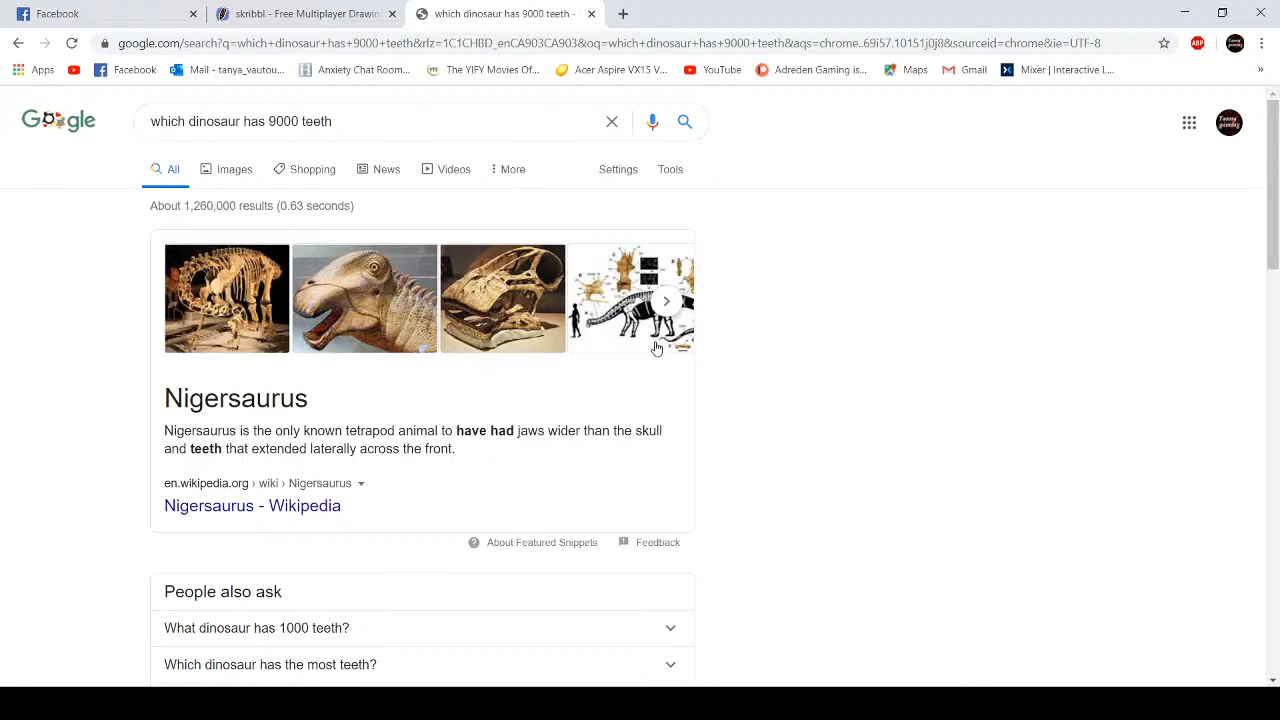 Facebook
skribbl - Free Multiplayer Drawin
which dinosaur has 9000 teeth -
google.com/search?q=which+dinosaur+has+9000+teeth&rlz=1C1CHBD_enCA903CA903&oq=which+dinosaur+has+9000+teeth&aqs=chrome..69i57.10151j0j8&sourceid=chrome&ie=UTF-8
ABP
Apps
Facebook
Mail - tanya_vautou...
Anxiety Chat Room...
The YIFY Movies Of...
Acer Aspire VX15 V...
YouTube
Adreden Gaming is...
Maps
Gmail
Mixer | Interactive L...
»
Google
which dinosaur has 9000 teeth
All
Images
Shopping
News
Videos
More
Settings
Tools
About 1,260,000 results (0.63 seconds)
Nigersaurus
Nigersaurus is the only known tetrapod animal to have had jaws wider than the skull
and teeth that extended laterally across the front.
en.wikipedia.org › wiki › Nigersaurus
Nigersaurus - Wikipedia
About Featured Snippets
Feedback
People also ask
What dinosaur has 1000 teeth?
Which dinosaur has the most teeth?